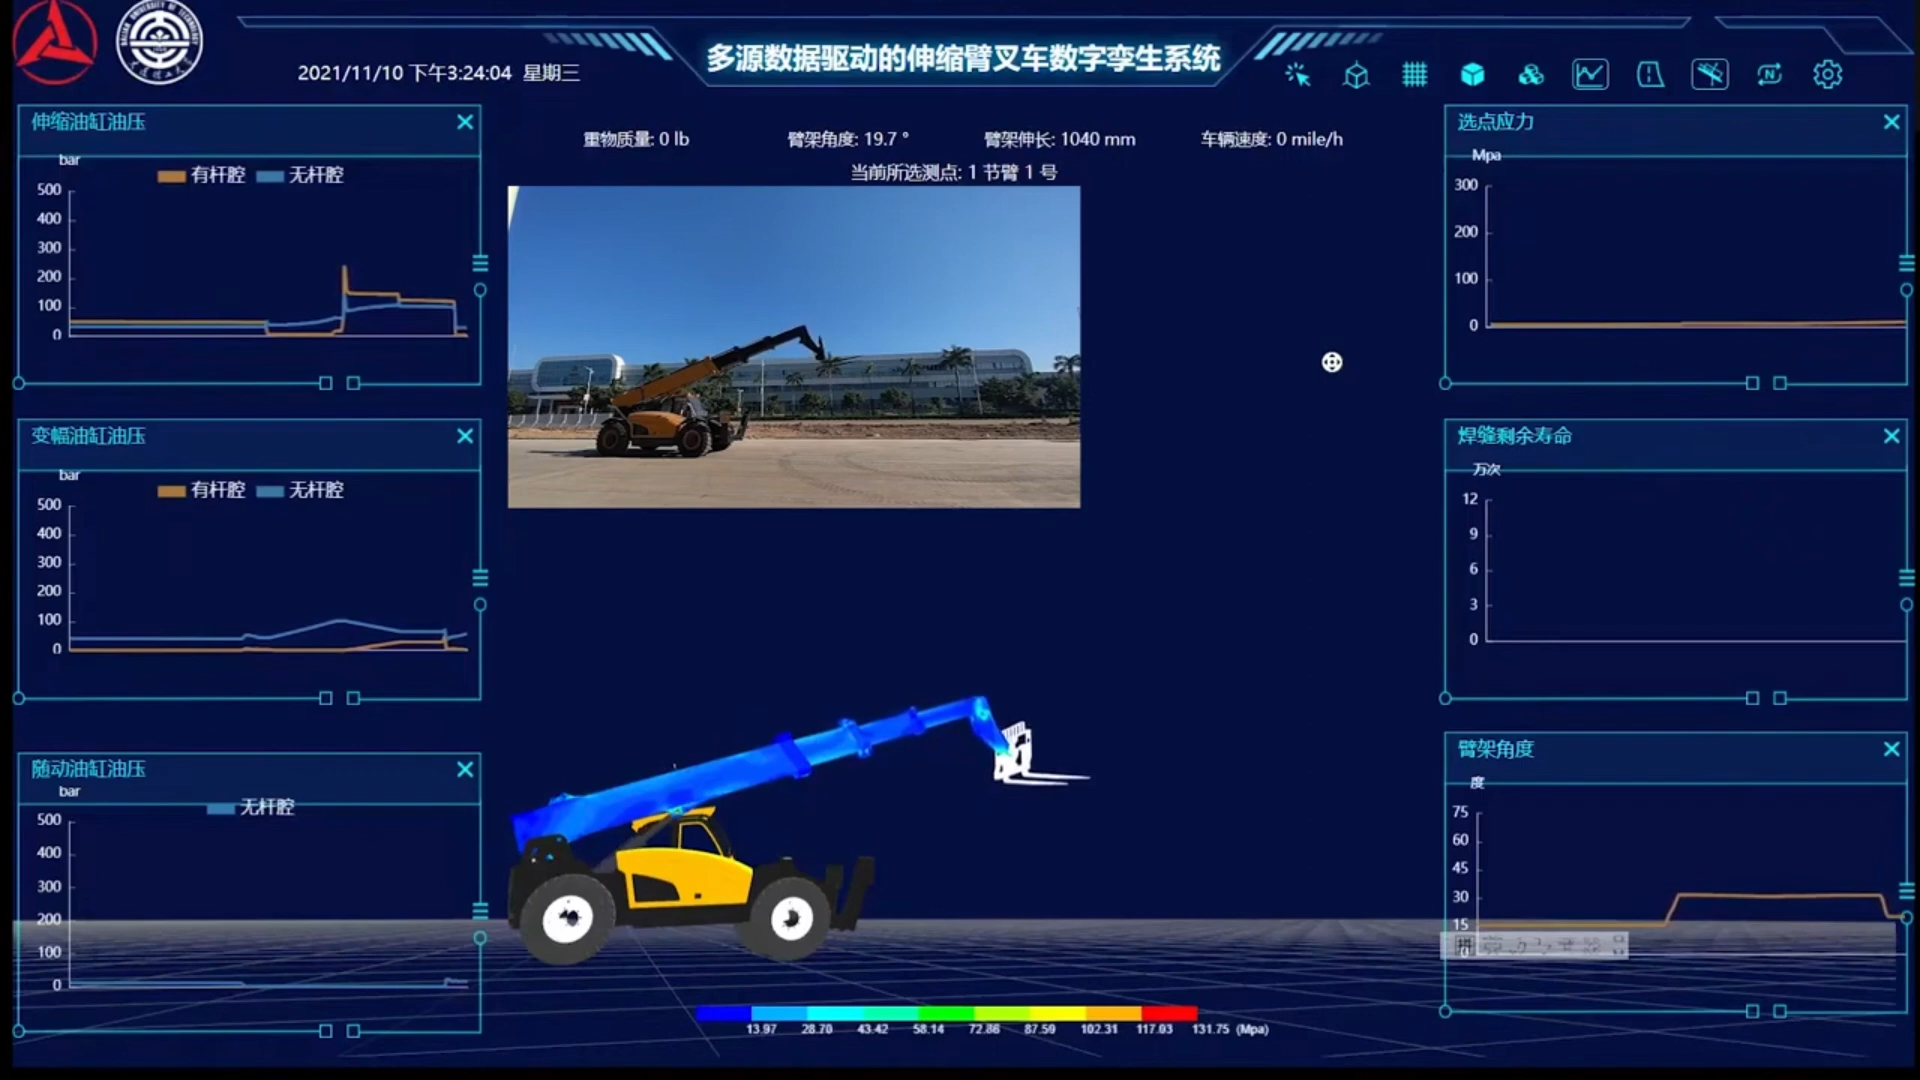 多源数据驱动的伸缩臂叉车数字孪生系统
2021/11/10 下午3:24:04 星期三
重物质量: 0 lb 臂架角度: 19.7 ° 臂架伸长: 1040 mm 车辆速度: 0 mile/h
当前所选测点: 1 节臂 1 号
伸缩油缸油压
bar
有杆腔 无杆腔
500
400
300
200
100
0
变幅油缸油压
bar
有杆腔 无杆腔
500
400
300
200
100
0
随动油缸油压
bar
无杆腔
500
400
300
200
100
0
选点应力
Mpa
300
200
100
0
焊缝剩余寿命
万次
12
9
6
3
0
臂架角度
度
75
60
45
30
15
0
13.97 28.70 43.42 58.14 72.86 87.59 102.31 117.03 131.75 (Mpa)